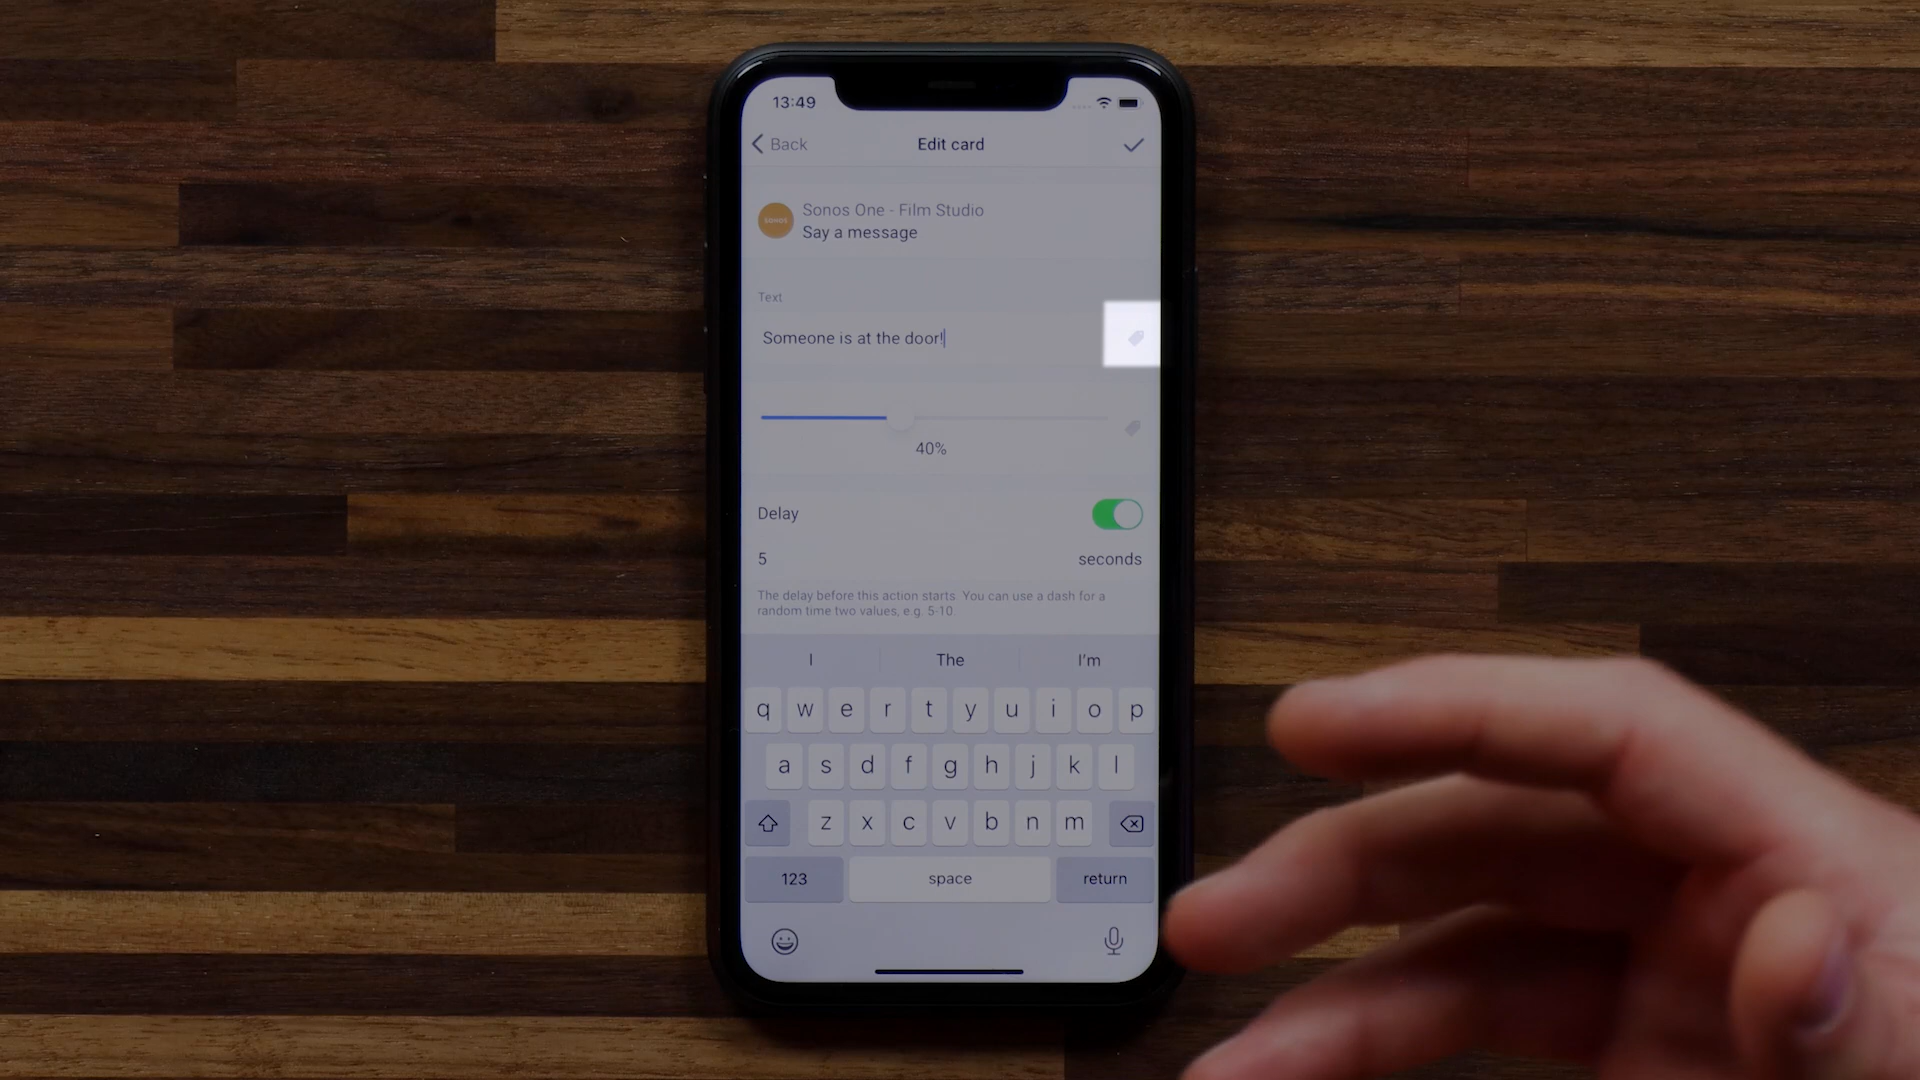 13:49
Back
Edit card
SONOS
Sonos One - Film Studio
Say a message
Text
Someone is at the door!
40%
Delay
5 seconds
The delay before this action starts. You can use a dash for a
random time two values, e.g. 5-10.
I The I'm
q w e r t y u i o p
a s d f g h j k l
z x c v b n m
123 space return